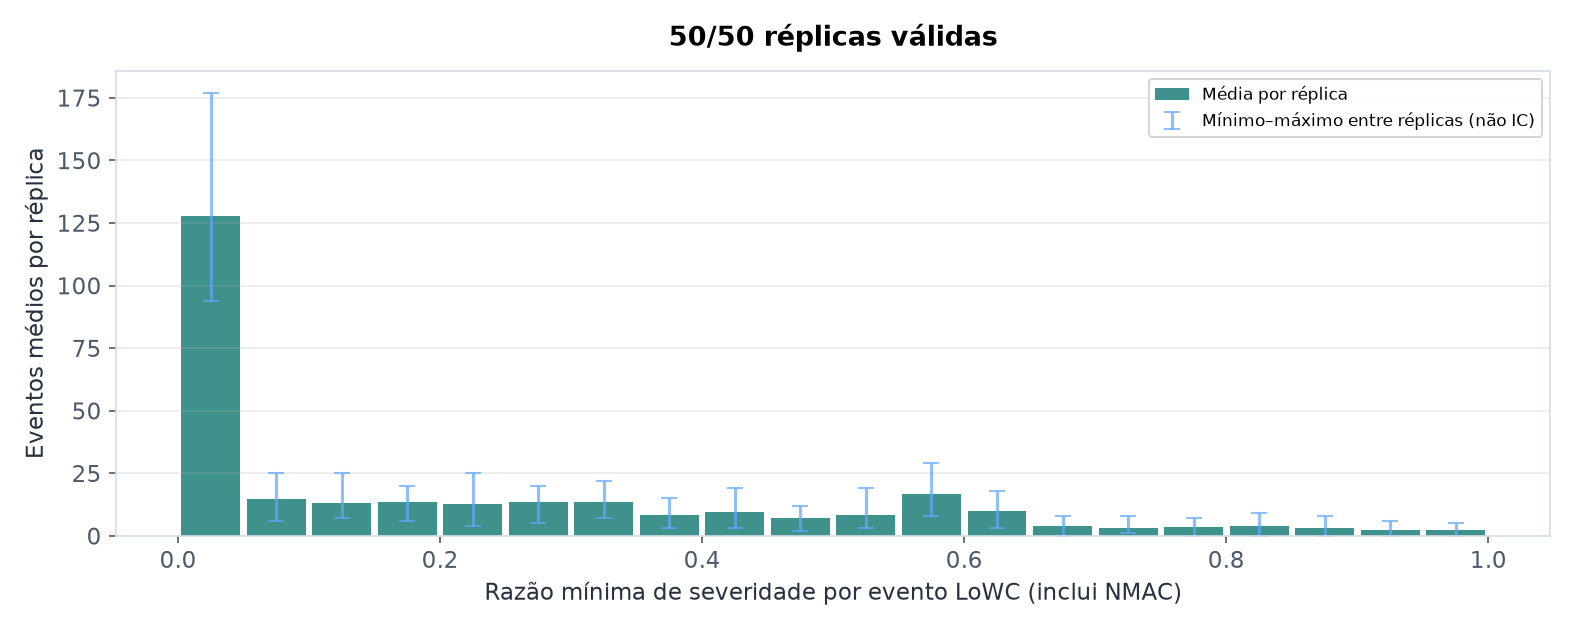 50/50 réplicas válidas
Média por réplica
Mínimo–máximo entre réplicas (não IC)
Eventos médios por réplica
175
150
125
100
75
50
25
0
0.0 0.2 0.4 0.6 0.8 1.0
Razão mínima de severidade por evento LoWC (inclui NMAC)